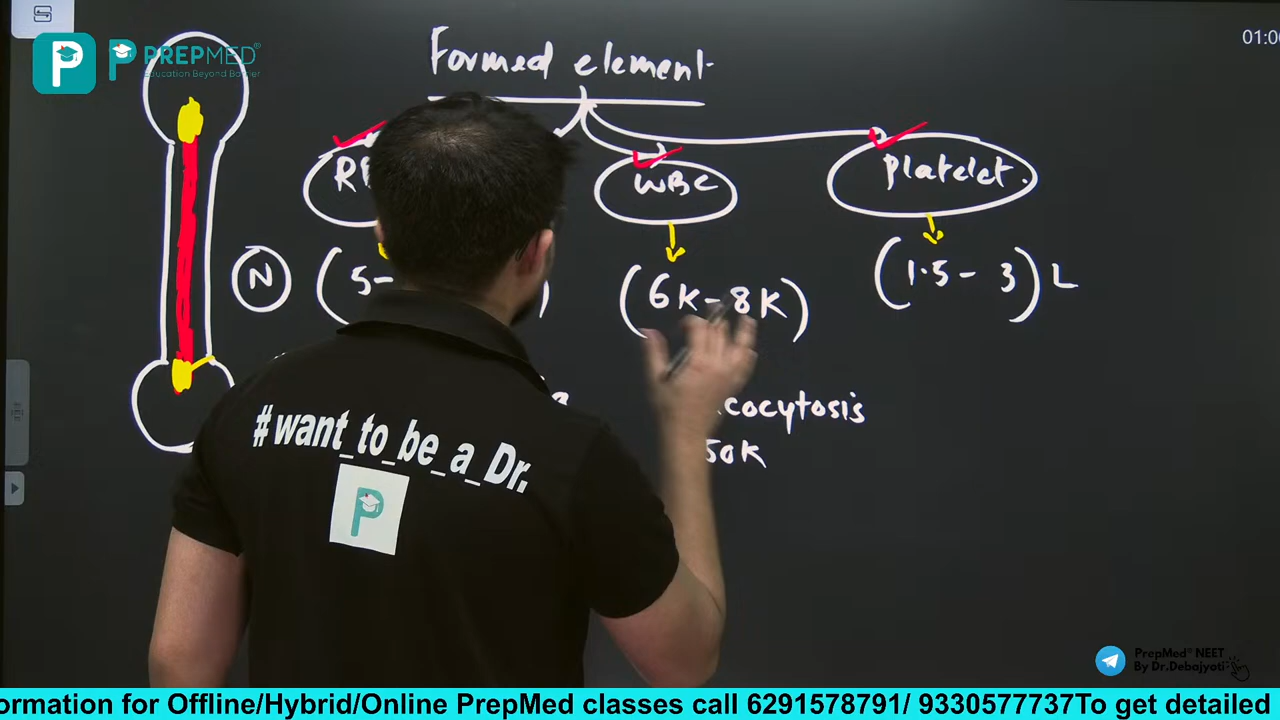 PREPMED®
Education Beyond Barrier
01:0
Formed element
WBC
Platelet.
N
(5-
(6K-8K)
(1.5-3) L
cocytosis
50K
#want_to_be_a_Dr.
PrepMed® NEET
By Dr.Debajyoti
ormation for Offline/Hybrid/Online PrepMed classes call 6291578791/ 9330577737To get detailed